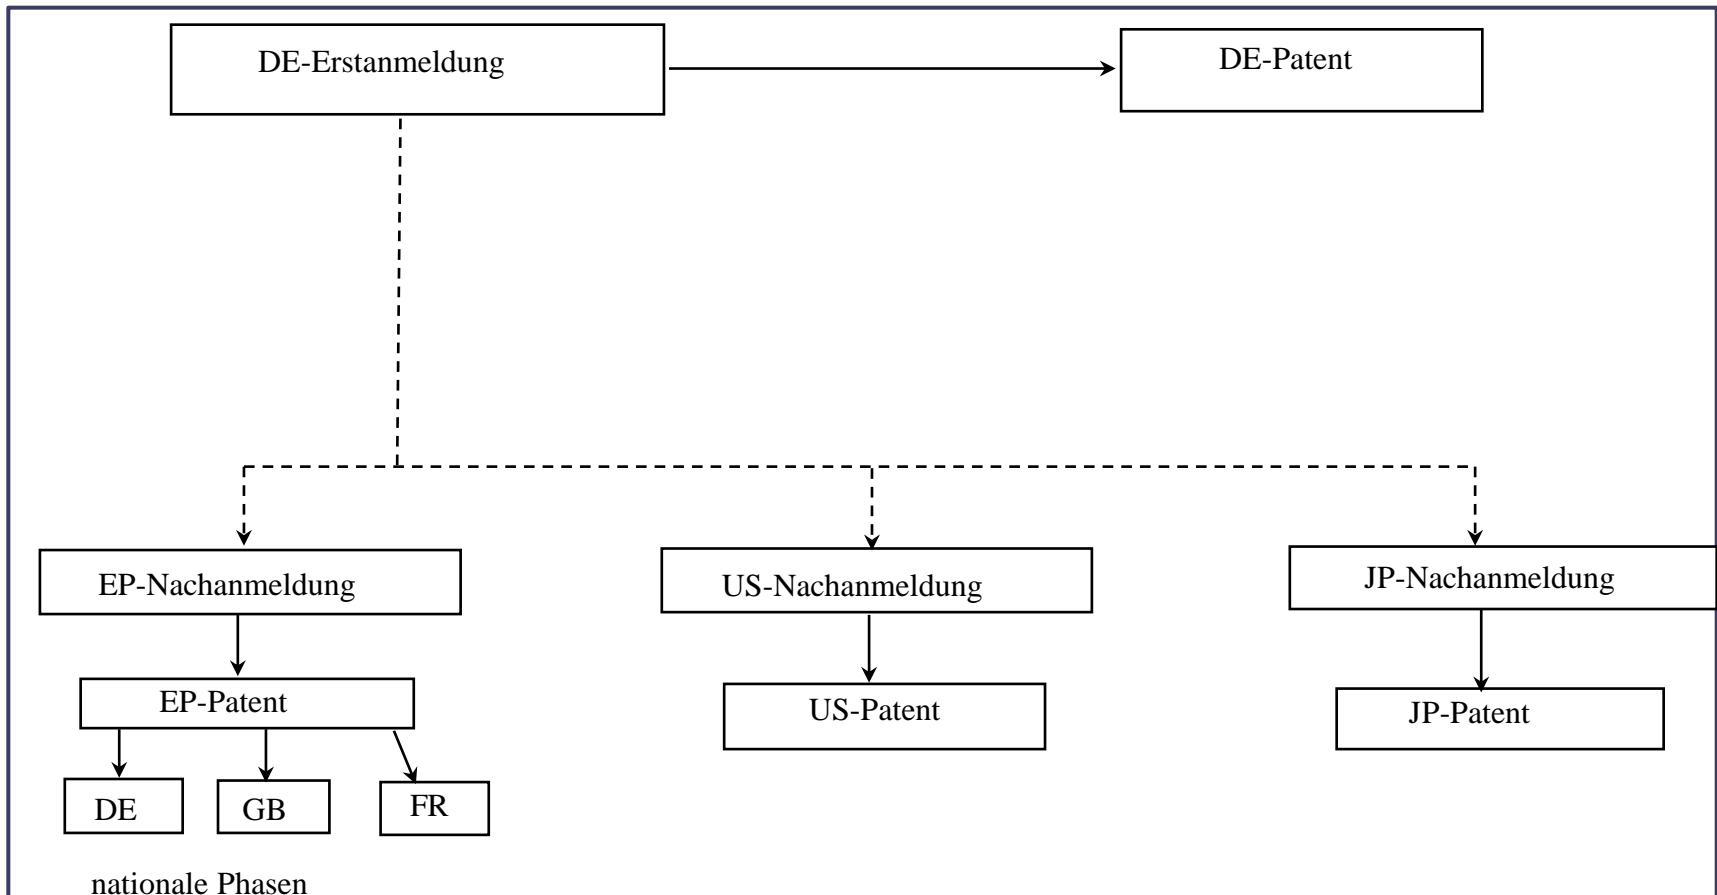 DE-Erstanmeldung
DE-Patent
EP-Nachanmeldung
US-Nachanmeldung
JP-Nachanmeldung
EP-Patent
US-Patent
JP-Patent
DE
GB
FR
nationale Phasen